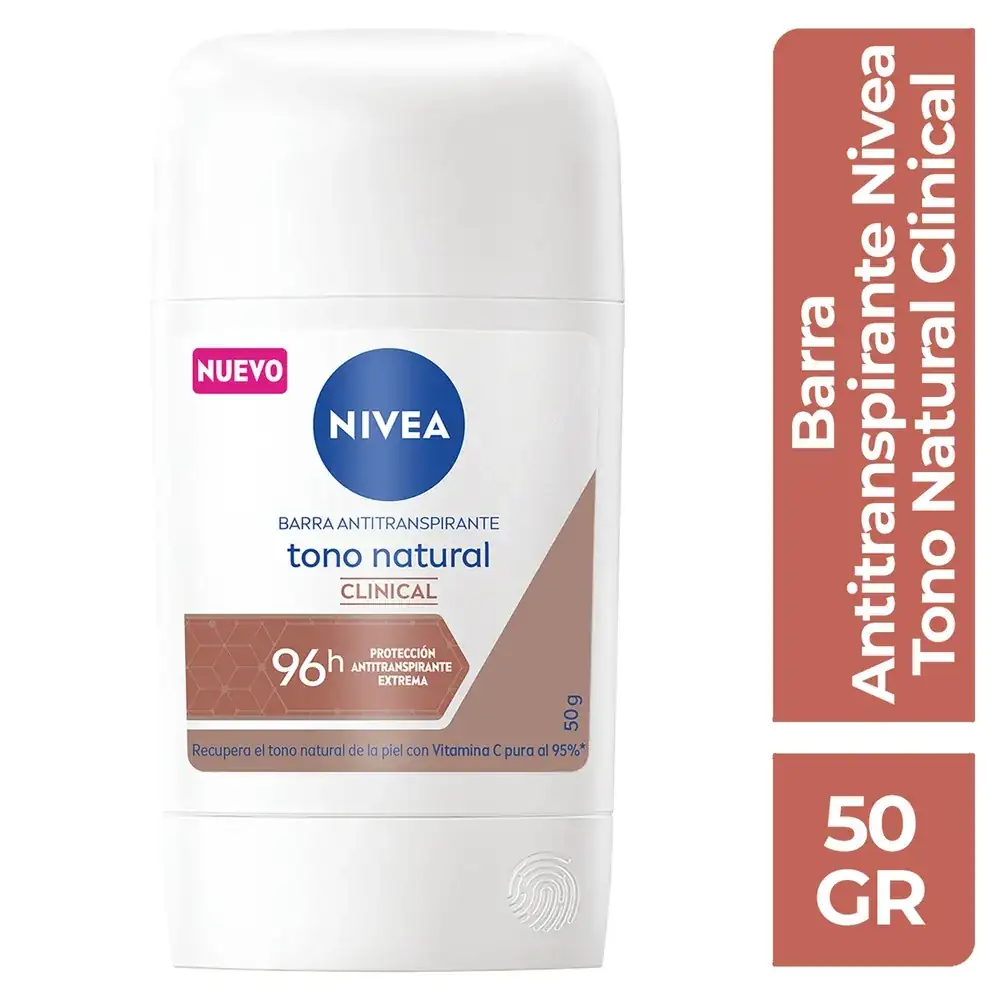 NUEVO
NIVEA
BARRA ANTITRANSPIRANTE
tono natural
CLINICAL
96h
PROTECCIÓN
ANTITRANSPIRANTE
EXTREMA
50g
Recupera el tono natural de la piel con Vitamina C pura al 95%*
Barra
Antitranspirante Nivea
Tono Natural Clinical
50
GR